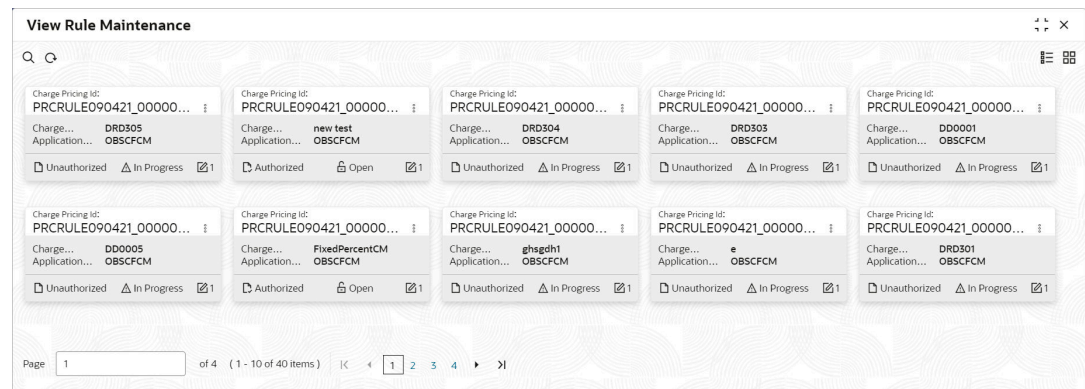 View Rule Maintenance
Charge Pricing Id: Charge Pricing Id: Charge Pricing Id: Charge Pricing Id: Charge Pricing Id:
PRCRULE090421_00000... PRCRULE090421_00000... PRCRULE090421_00000... PRCRULE090421_00000... PRCRULE090421_00000...
Charge... DRD305 Charge... new test Charge... DRD304 Charge... DRD303 Charge... DD0001
Application... OBSCFCM Application... OBSCFCM Application... OBSCFCM Application... OBSCFCM Application... OBSCFCM
Unauthorized In Progress 1 Authorized Open 1 Unauthorized In Progress 1 Unauthorized In Progress 1 Unauthorized In Progress 1
Charge Pricing Id: Charge Pricing Id: Charge Pricing Id: Charge Pricing Id: Charge Pricing Id:
PRCRULE090421_00000... PRCRULE090421_00000... PRCRULE090421_00000... PRCRULE090421_00000... PRCRULE090421_00000...
Charge... DD0005 Charge... FixedPercentCM Charge... ghsgdh1 Charge... e Charge... DRD301
Application... OBSCFCM Application... OBSCFCM Application... OBSCFCM Application... OBSCFCM Application... OBSCFCM
Unauthorized In Progress 1 Authorized Open 1 Unauthorized In Progress 1 Unauthorized In Progress 1 Unauthorized In Progress 1
Page 1 of 4 (1 - 10 of 40 items) 1 2 3 4